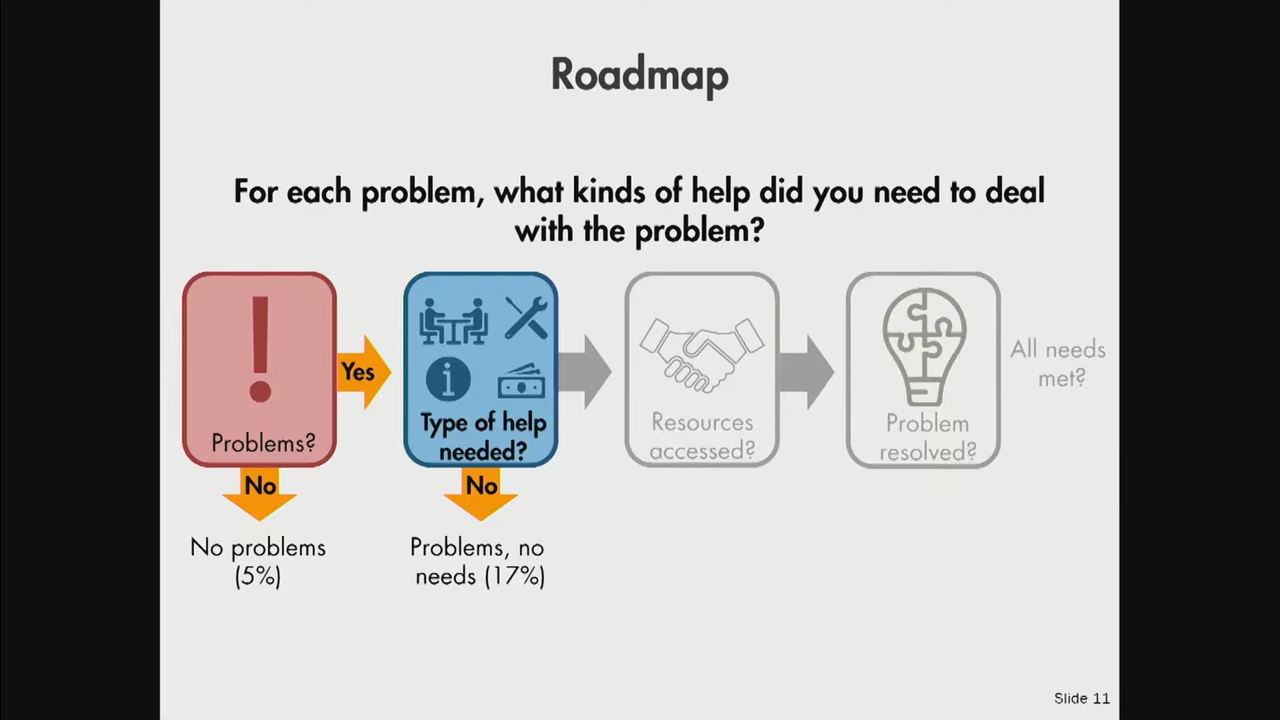 Roadmap
For each problem, what kinds of help did you need to deal
with the problem?
Problems?
Yes
Type of help
needed?
Resources
accessed?
Problem
resolved?
All needs
met?
No
No
No problems
(5%)
Problems, no
needs (17%)
Slide 11